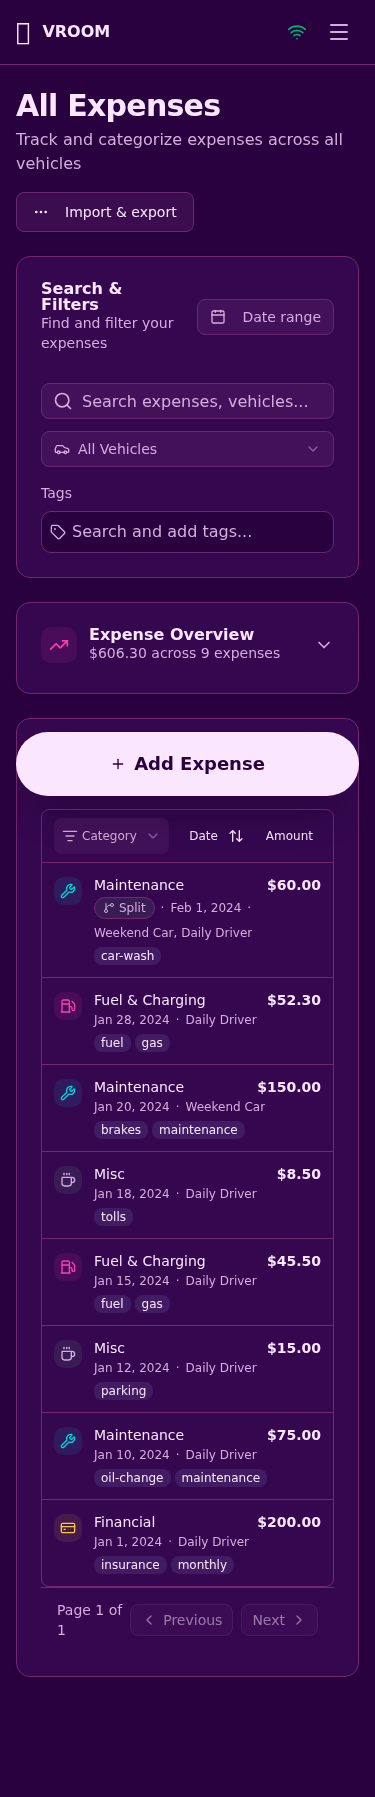 VROOM
All Expenses
Track and categorize expenses across all
vehicles
Import & export
Search &
Filters
Find and filter your
expenses
Date range
Search expenses, vehicles...
All Vehicles
Tags
Search and add tags...
Expense Overview
$606.30 across 9 expenses
Add Expense
Category Date Amount
Maintenance $60.00
Split · Feb 1, 2024 ·
Weekend Car, Daily Driver
car-wash
Fuel & Charging $52.30
Jan 28, 2024 · Daily Driver
fuel gas
Maintenance $150.00
Jan 20, 2024 · Weekend Car
brakes maintenance
Misc $8.50
Jan 18, 2024 · Daily Driver
tolls
Fuel & Charging $45.50
Jan 15, 2024 · Daily Driver
fuel gas
Misc $15.00
Jan 12, 2024 · Daily Driver
parking
Maintenance $75.00
Jan 10, 2024 · Daily Driver
oil-change maintenance
Financial $200.00
Jan 1, 2024 · Daily Driver
insurance monthly
Page 1 of
1
Previous Next